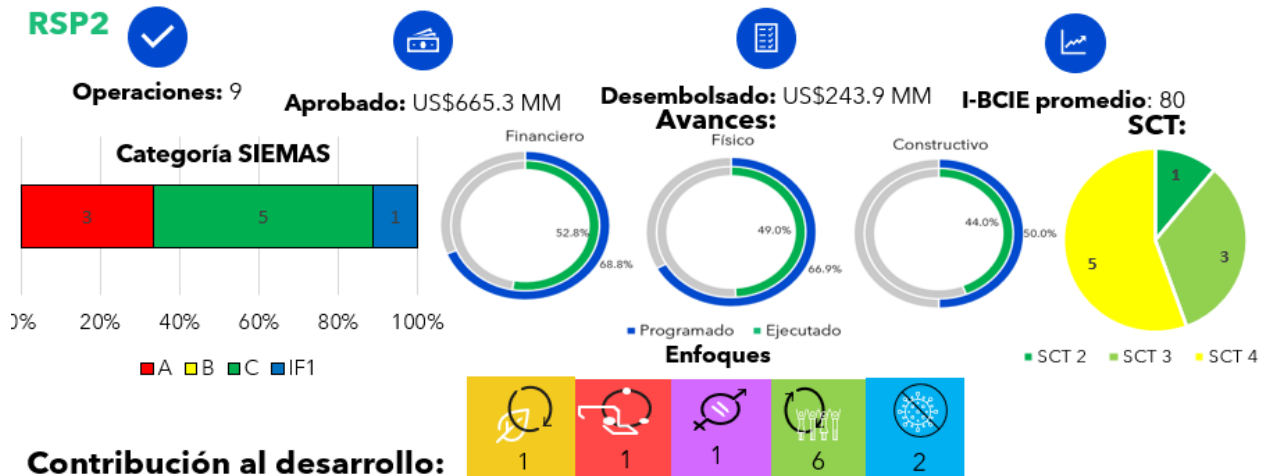 RSP2
Operaciones: 9
Aprobado: US$665.3 MM
Desembolsado: US$243.9 MM
I-BCIE promedio: 80
Categoría SIEMAS
3
5
1
0%
20%
40%
60%
80%
100%
A
B
C
IF1
Avances:
Financiero
52.8%
68.8%
Físico
49.0%
66.9%
Constructivo
44.0%
50.0%
Programado
Ejecutado
SCT:
1
3
5
SCT 2
SCT 3
SCT 4
Enfoques
1
1
1
6
2
Contribución al desarrollo: